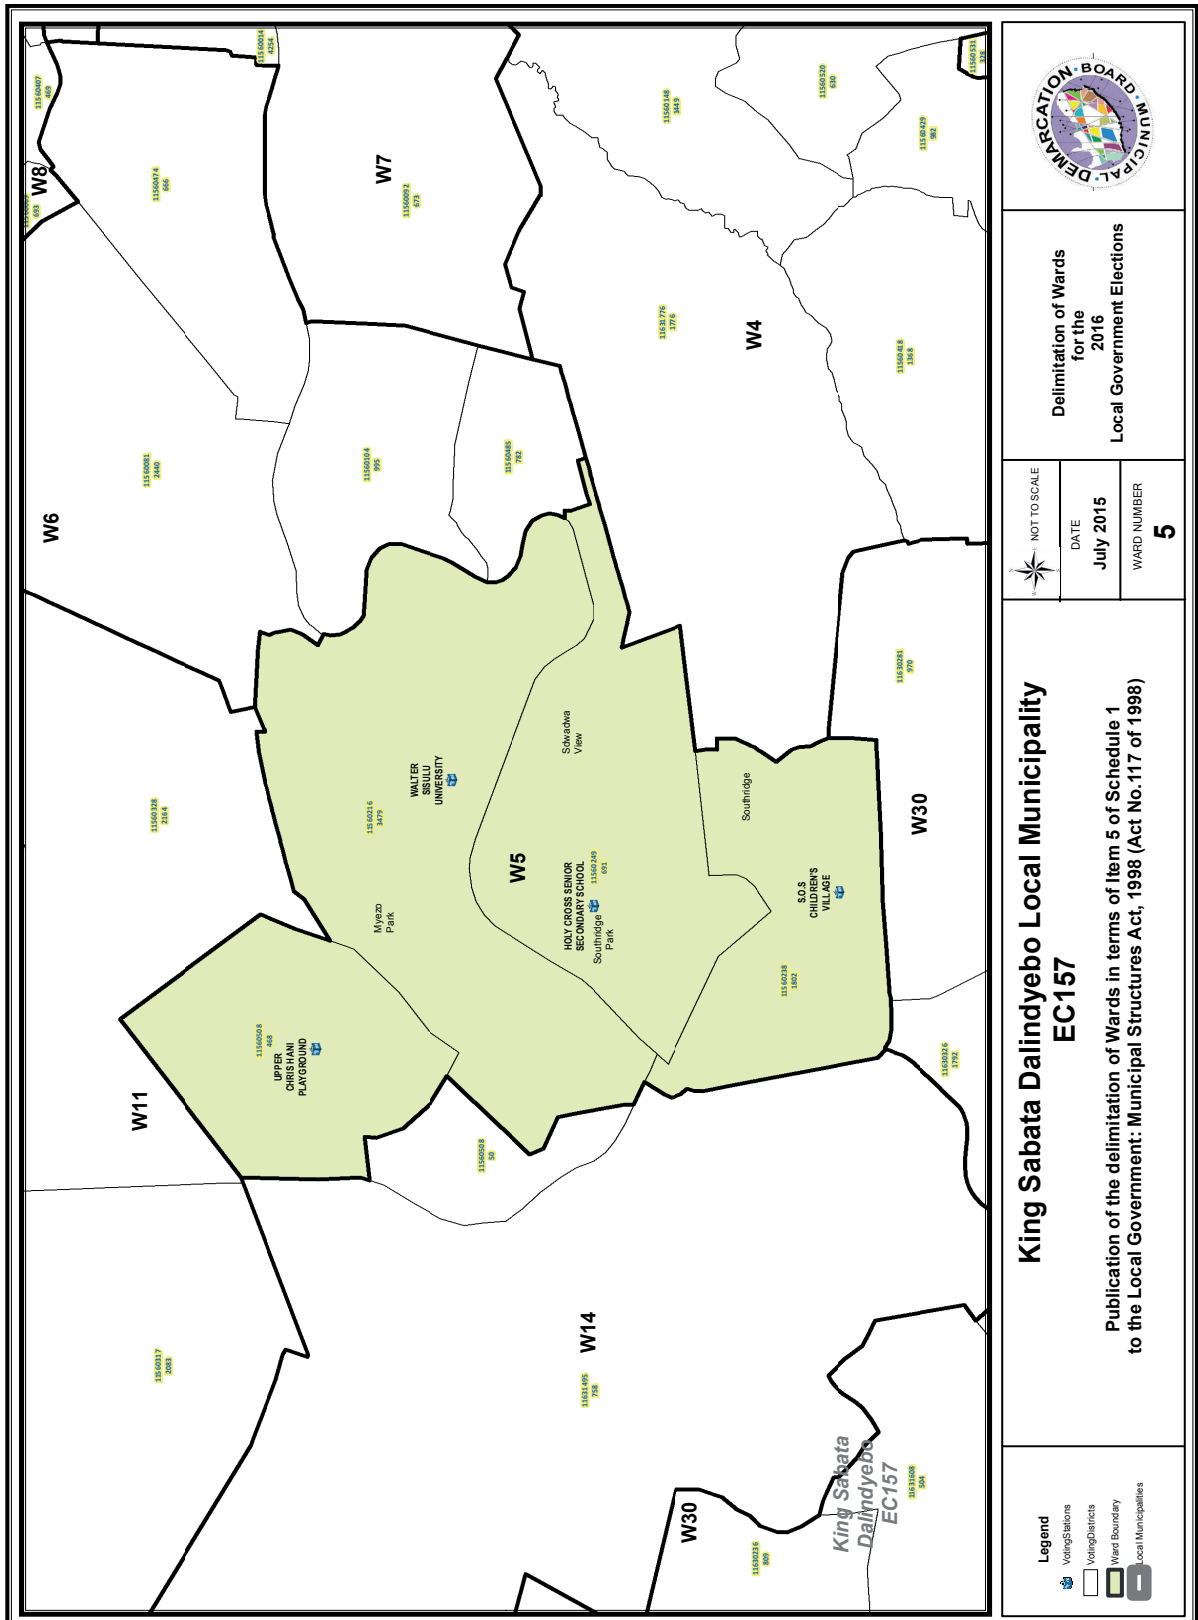 W8
W7
W6
W4
W11
W5
W14
W30
W30
11560407
469
693
11560014
4254
11560474
666
11560092
673
11560148
3449
11560520
630
11560429
982
11560531
328
11631776
1776
11560418
1368
11560081
2440
11560104
995
11560485
782
11560328
2164
11560216
3479
WALTER
SISULU
UNIVERSITY
Sdwadwa
View
Southridge
11630281
970
Myezo
Park
HOLY CROSS SENIOR
SECONDARY SCHOOL
11560249
691
Southridge
Park
S.O.S
CHILDREN'S
VILLAGE
11560238
1802
11560508
468
UPPER
CHRIS HANI
PLAYGROUND
11560508
50
11630326
1792
11560317
2083
11631495
758
11630236
809
11631608
504
King Sabata
Dalindyebo
EC157
Legend
VotingStations
VotingDistricts
Ward Boundary
Local Municipalities
King Sabata Dalindyebo Local Municipality
EC157
Publication of the delimitation of Wards in terms of Item 5 of Schedule 1
to the Local Government: Municipal Structures Act, 1998 (Act No.117 of 1998)
NOT TO SCALE
DATE
July 2015
WARD NUMBER
5
Delimitation of Wards
for the
2016
Local Government Elections
MUNICIPAL DEMARCATION BOARD